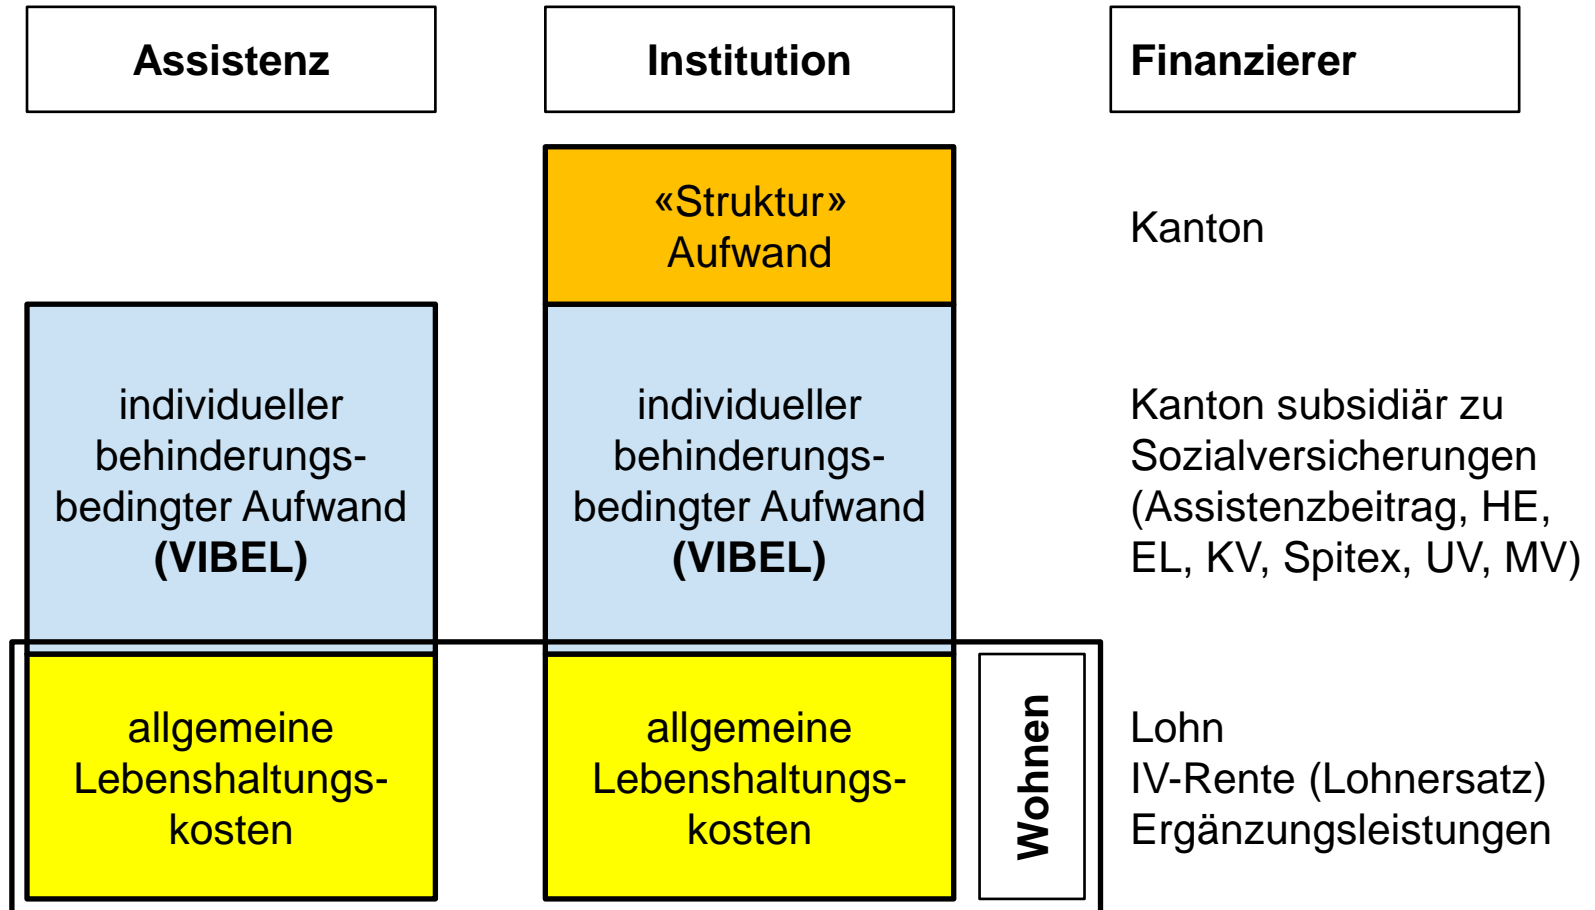 Assistenz
Institution
Finanzierer
«Struktur»
Aufwand
Kanton
individueller
behinderungs-
bedingter Aufwand
(VIBEL)
individueller
behinderungs-
bedingter Aufwand
(VIBEL)
Kanton subsidiär zu
Sozialversicherungen
(Assistenzbeitrag, HE,
EL, KV, Spitex, UV, MV)
allgemeine
Lebenshaltungs-
kosten
allgemeine
Lebenshaltungs-
kosten
Wohnen
Lohn
IV-Rente (Lohnersatz)
Ergänzungsleistungen